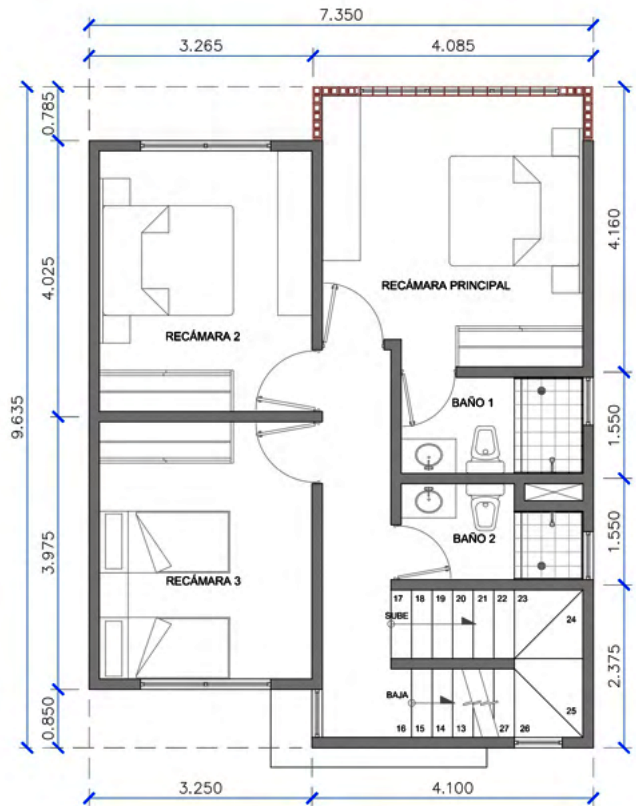 7.350
3.265
4.085
0.785
4.025
9.635
3.975
0.850
4.160
1.550
1.550
2.375
RECÁMARA PRINCIPAL
RECÁMARA 2
BAÑO 1
BAÑO 2
RECÁMARA 3
17 18 19 20 21 22 23
24
SUBE
BAJA
25
16 15 14 13 27 26
3.250
4.100